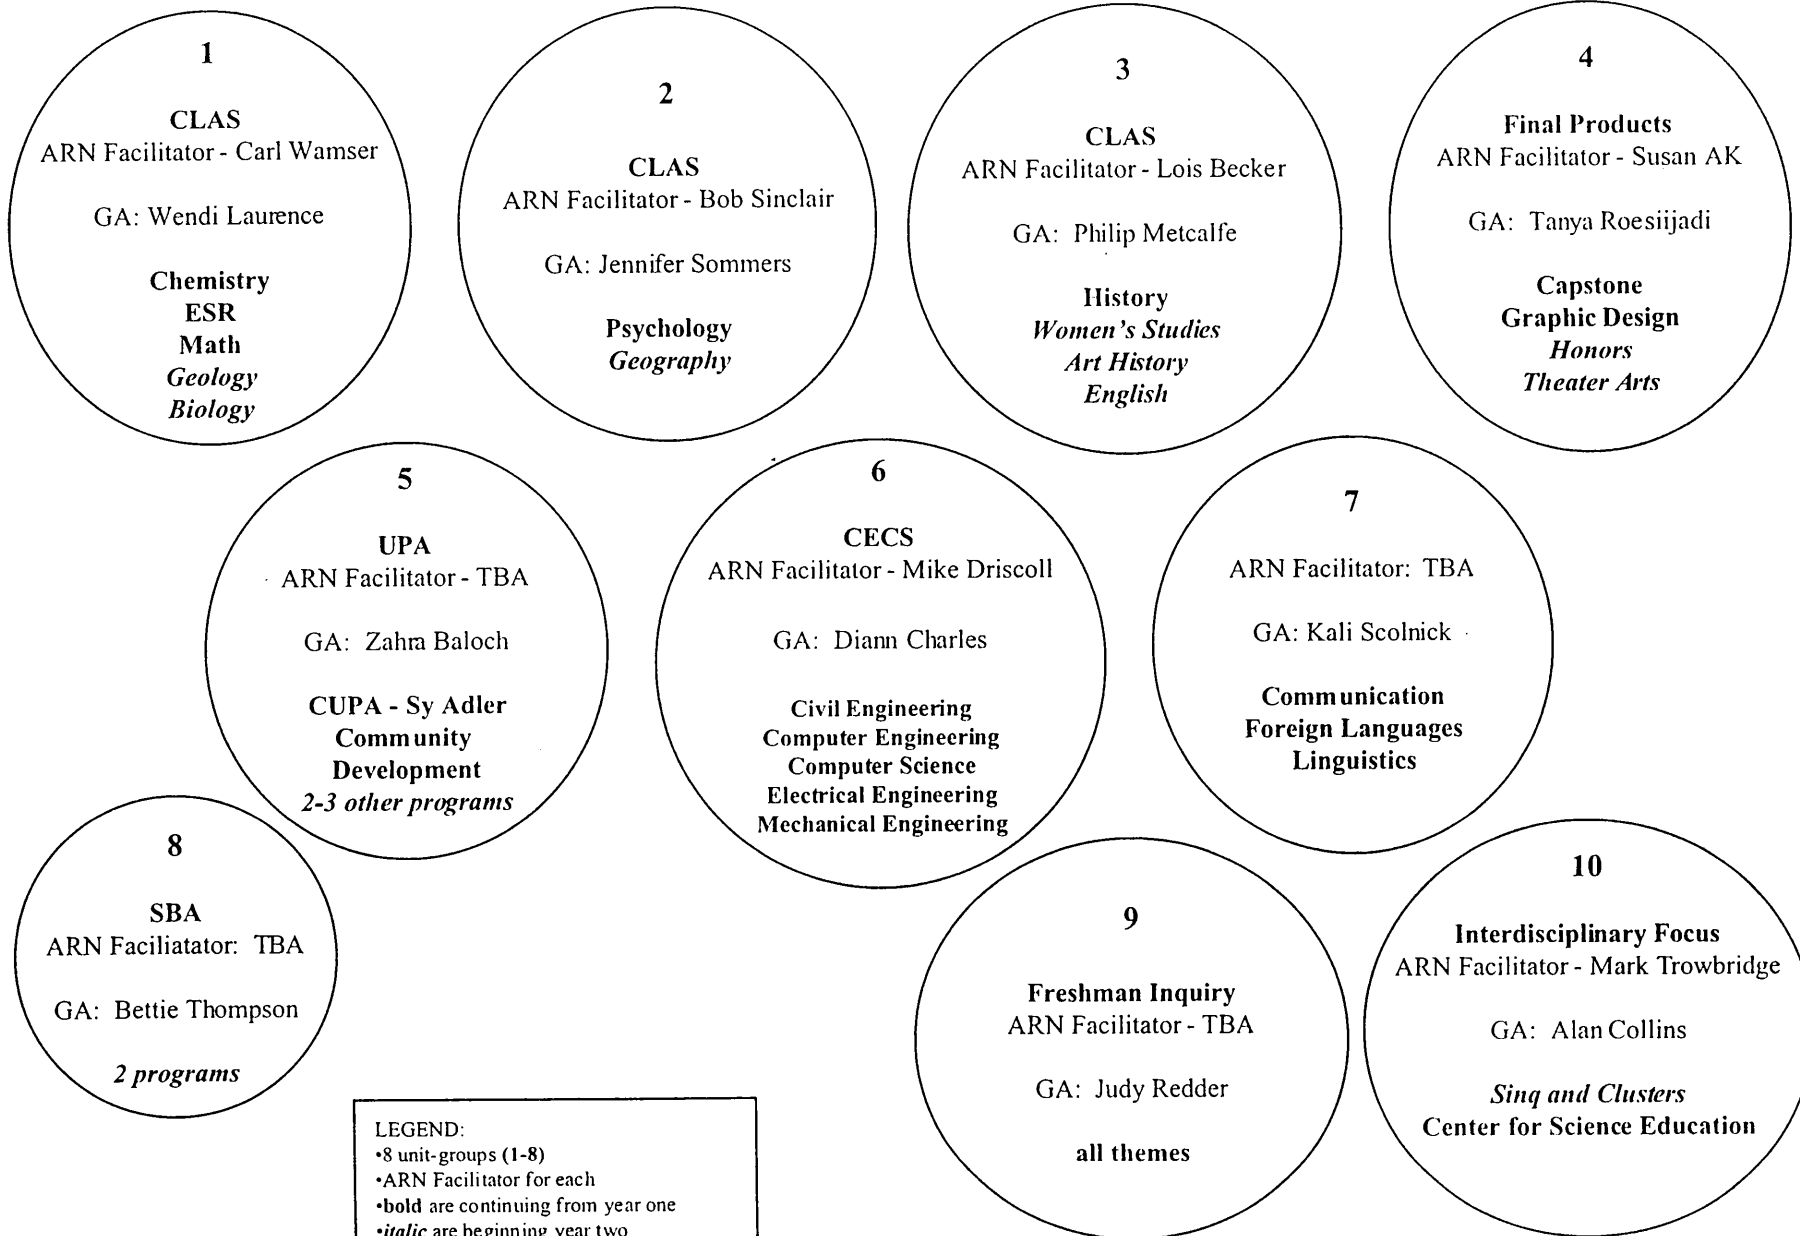 1
CLAS
ARN Facilitator - Carl Wamser
GA: Wendi Laurence
Chemistry
ESR
Math
Geology
Biology
2
CLAS
ARN Facilitator - Bob Sinclair
GA: Jennifer Sommers
Psychology
Geography
3
CLAS
ARN Facilitator - Lois Becker
GA: Philip Metcalfe
History
Women's Studies
Art History
English
4
Final Products
ARN Facilitator - Susan AK
GA: Tanya Roesiijadi
Capstone
Graphic Design
Honors
Theater Arts
5
UPA
ARN Facilitator - TBA
GA: Zahra Baloch
CUPA - Sy Adler
Community
Development
2-3 other programs
6
CECS
ARN Facilitator - Mike Driscoll
GA: Diann Charles
Civil Engineering
Computer Engineering
Computer Science
Electrical Engineering
Mechanical Engineering
7
ARN Facilitator: TBA
GA: Kali Scolnick
Communication
Foreign Languages
Linguistics
8
SBA
ARN Faciliatator: TBA
GA: Bettie Thompson
2 programs
9
Freshman Inquiry
ARN Facilitator - TBA
GA: Judy Redder
all themes
10
Interdisciplinary Focus
ARN Facilitator - Mark Trowbridge
GA: Alan Collins
Sinq and Clusters
Center for Science Education
LEGEND:
•8 unit-groups (1-8)
•ARN Facilitator for each
•bold are continuing from year one
•italic are beginning year two